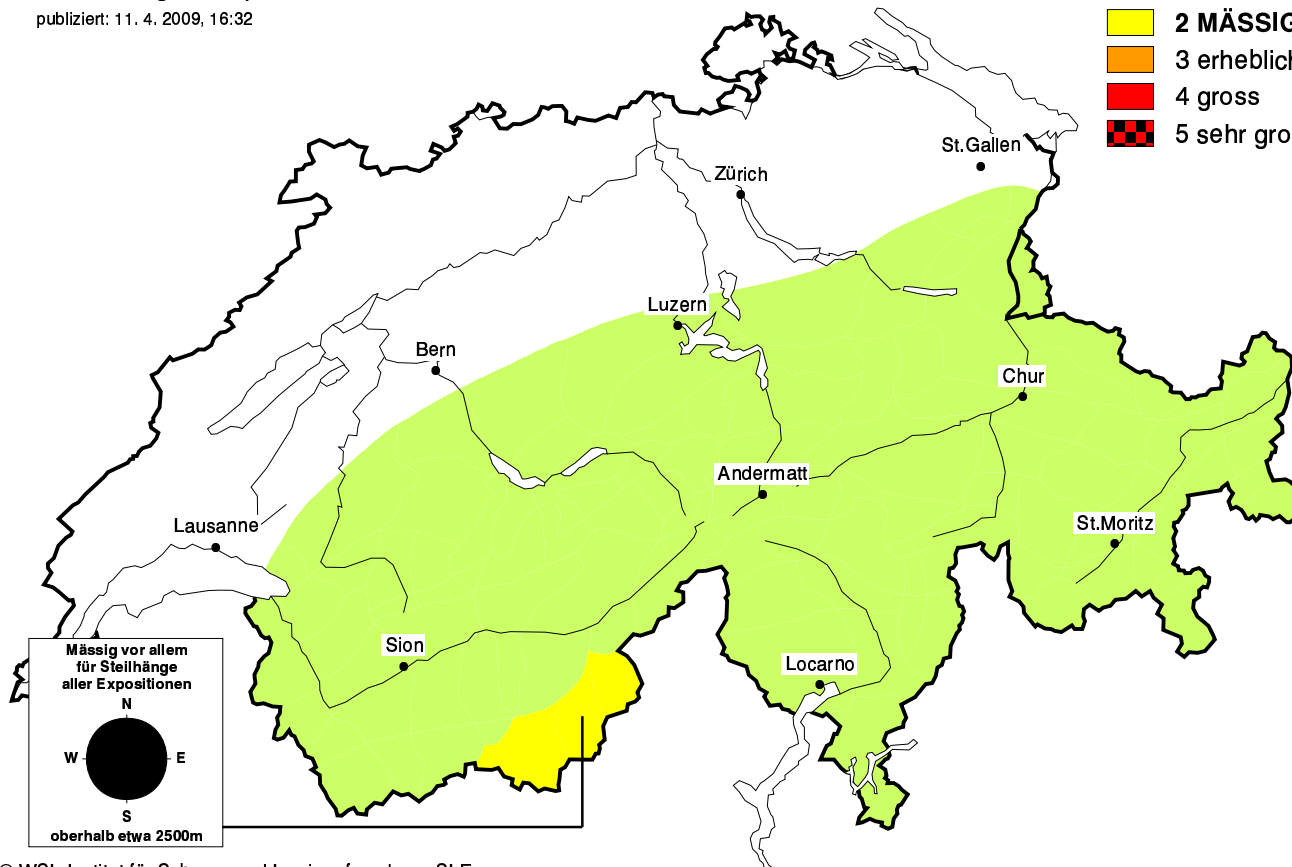 publiziert: 11. 4. 2009, 16:32
2 MÄSSIG
3 erheblich
4 gross
5 sehr gro
St.Gallen
Zürich
Luzern
Bern
Chur
Andermatt
Lausanne
St.Moritz
Sion
Locarno
Mässig vor allem
für Steilhänge
aller Expositionen
N
W E
S
oberhalb etwa 2500m